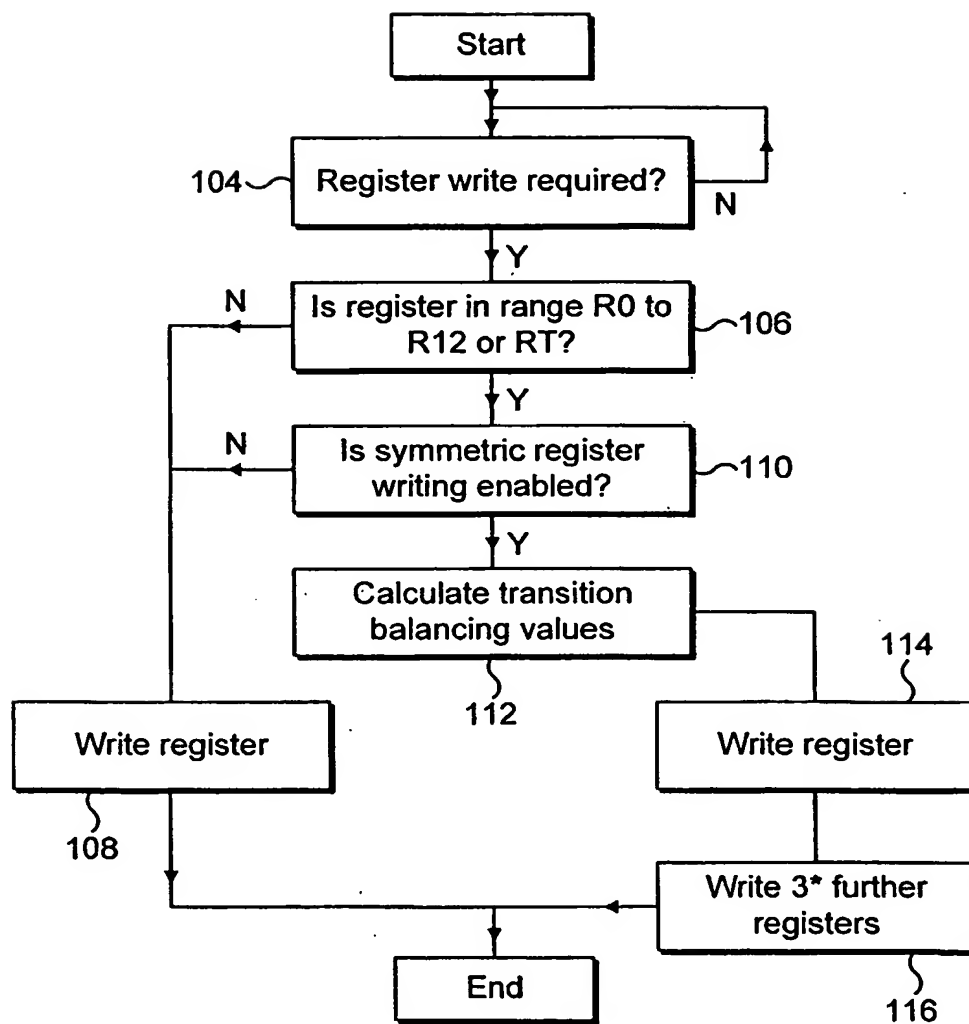 Start
104
Register write required?
N
Y
N
Is register in range R0 to
R12 or RT?
106
Y
N
Is symmetric register
writing enabled?
110
Y
Calculate transition
balancing values
112
114
Write register
Write register
108
Write 3* further
registers
116
End